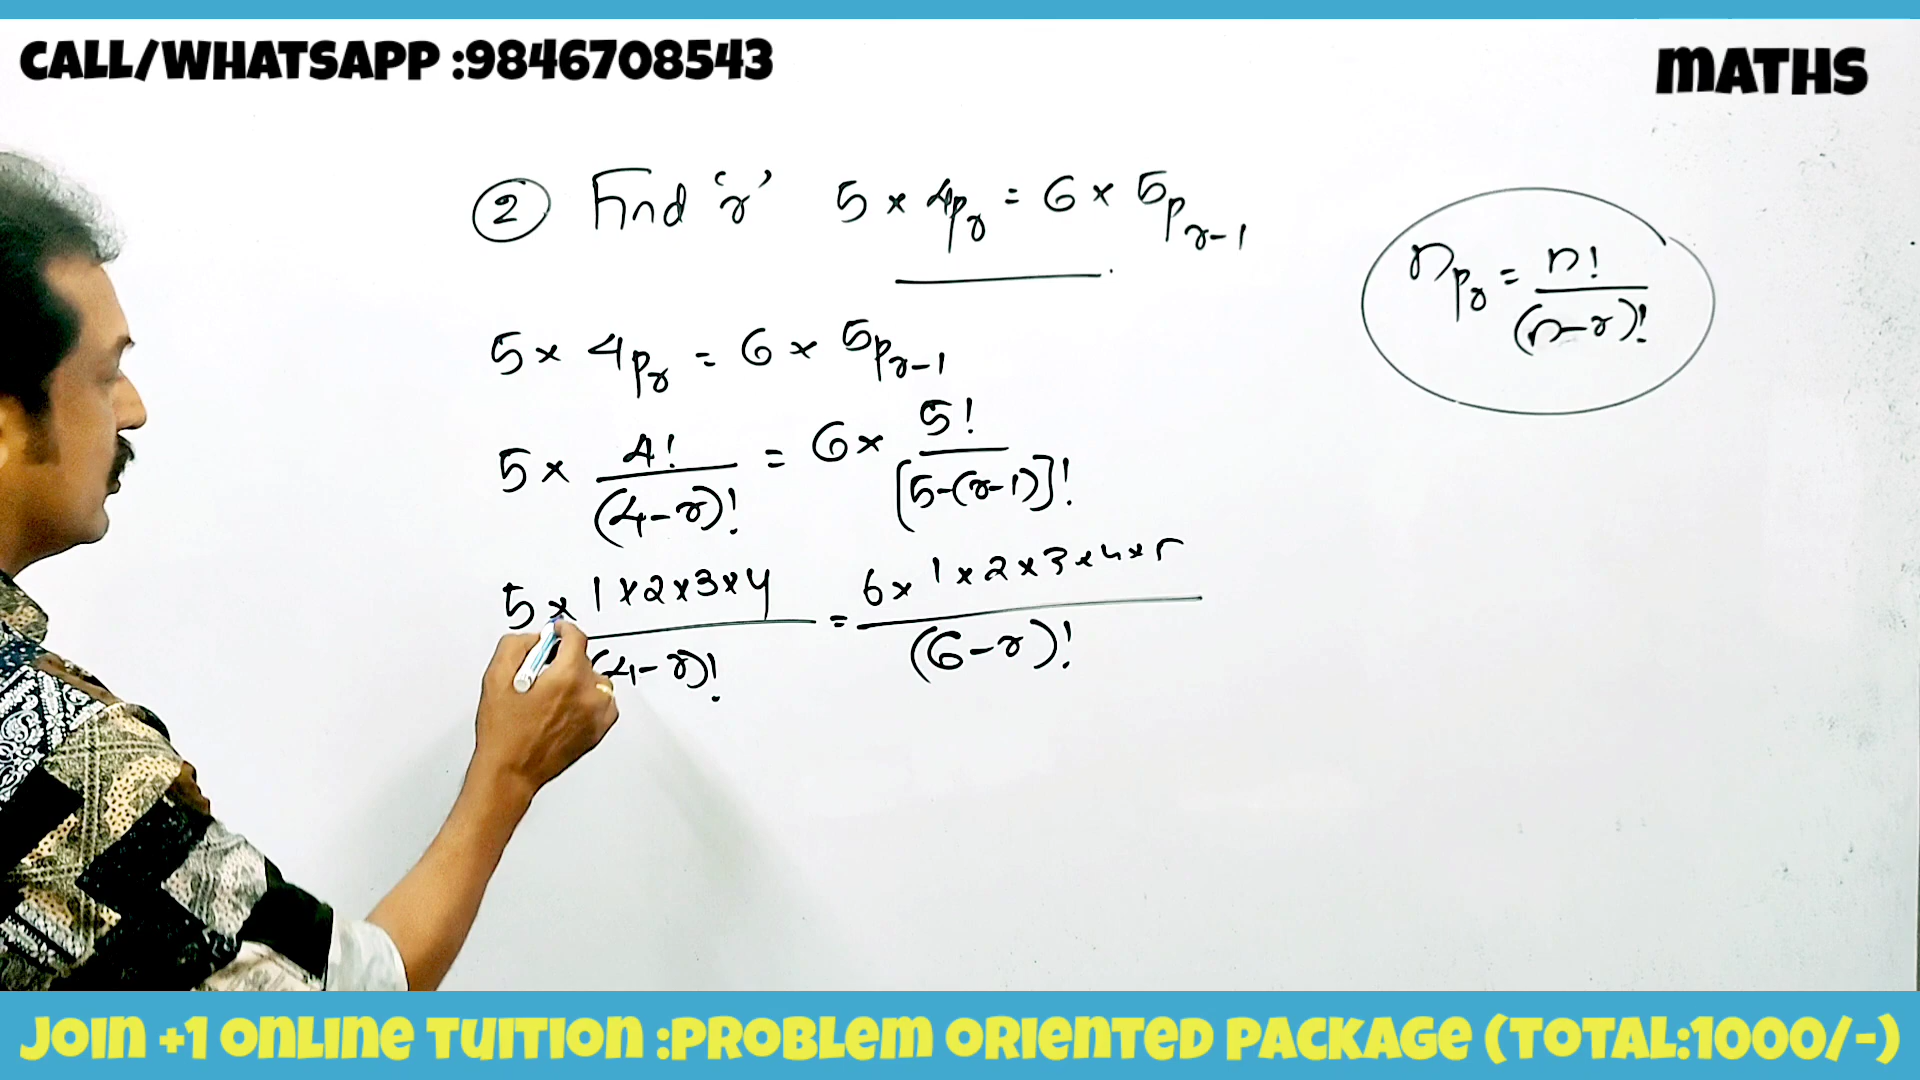 CALL/WHATSAPP :9846708543
MATHS
② Find 'r' 5 × 4Pr = 6 × 5Pr-1
nPr = n!/(n-r)!
5 × 4Pr = 6 × 5Pr-1
5 × 4!/(4-r)! = 6 × 5!/[5-(r-1)]!
5 × 1×2×3×4/(4-r)! = 6 × 1×2×3×4×5/(6-r)!
JOIN +1 ONLINE TUITION :PROBLEM ORIENTED PACKAGE (TOTAL:1000/-)